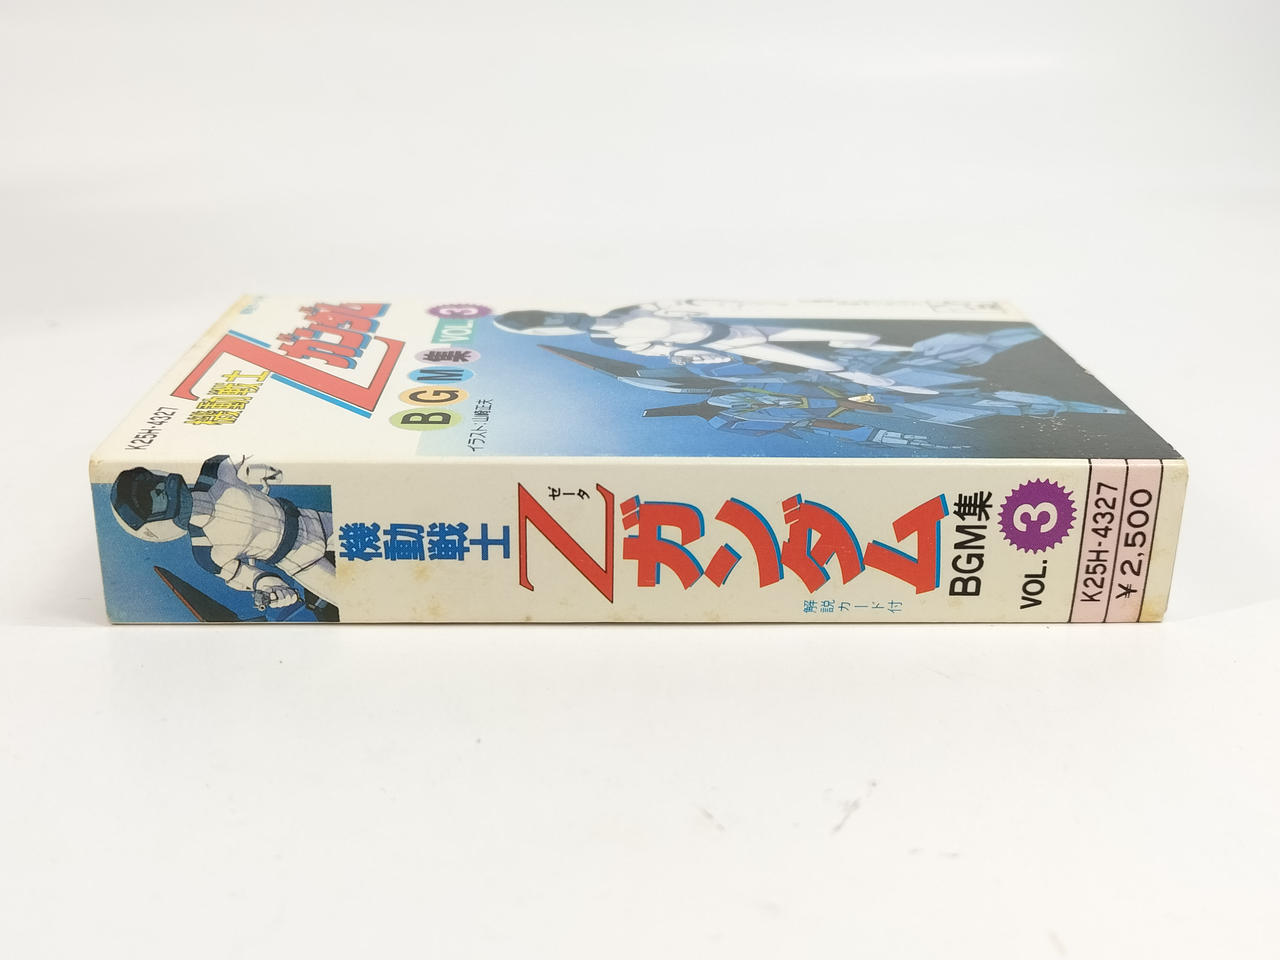 K25H-4327
機動戦士
Zガンダム
BGM集 VOL. 3
イラスト:山崎正夫
機動戦士
Zガンダム
ゼータ
解説カード付
BGM集
VOL. 3
K25H-4327
¥2,500